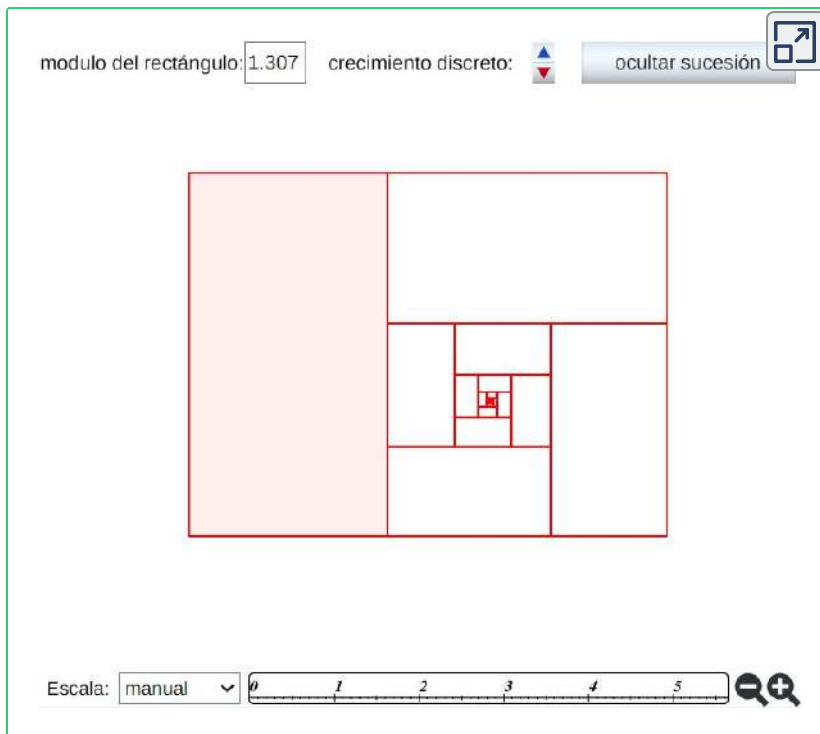 modulo del rectángulo: 1.307 crecimiento discreto: ocultar sucesión
Escala: manual 0 1 2 3 4 5